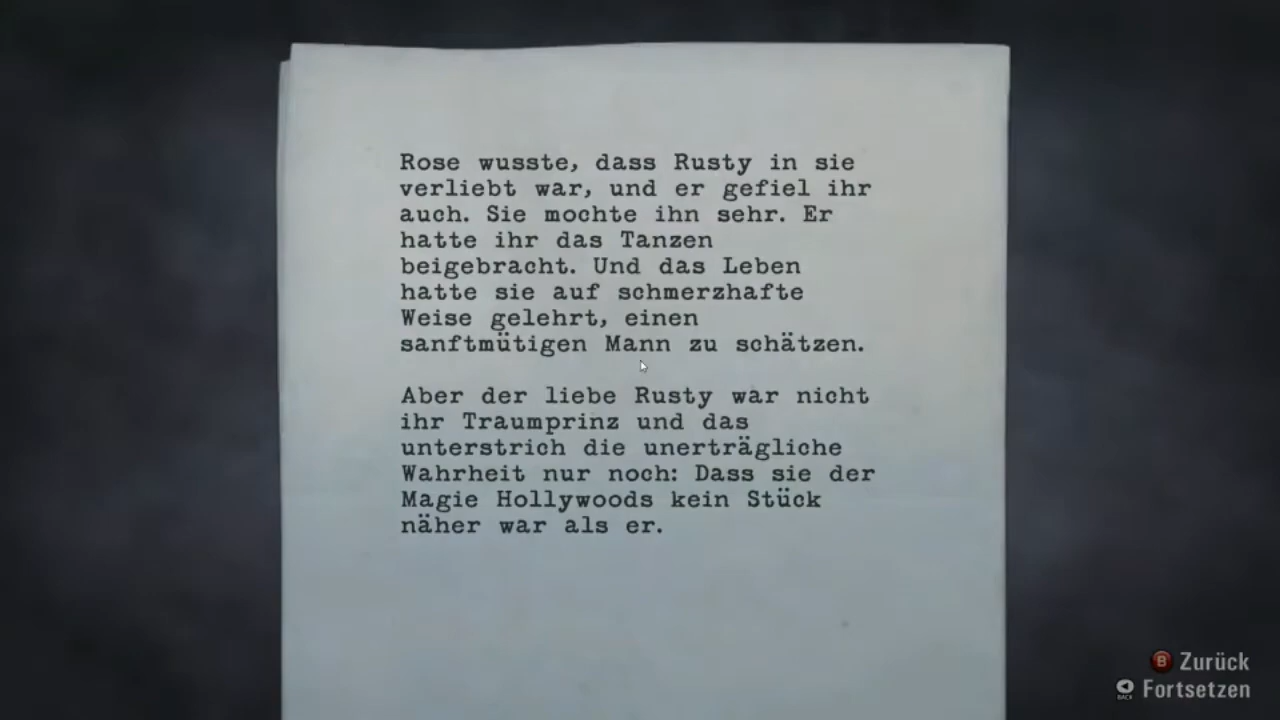 Rose wusste, dass Rusty in sie
verliebt war, und er gefiel ihr
auch. Sie mochte ihn sehr. Er
hatte ihr das Tanzen
beigebracht. Und das Leben
hatte sie auf schmerzhafte
Weise gelehrt, einen
sanftmütigen Mann zu schätzen.
Aber der liebe Rusty war nicht
ihr Traumprinz und das
unterstrich die unerträgliche
Wahrheit nur noch: Dass sie der
Magie Hollywoods kein Stück
näher war als er.
B Zurück
BACK Fortsetzen